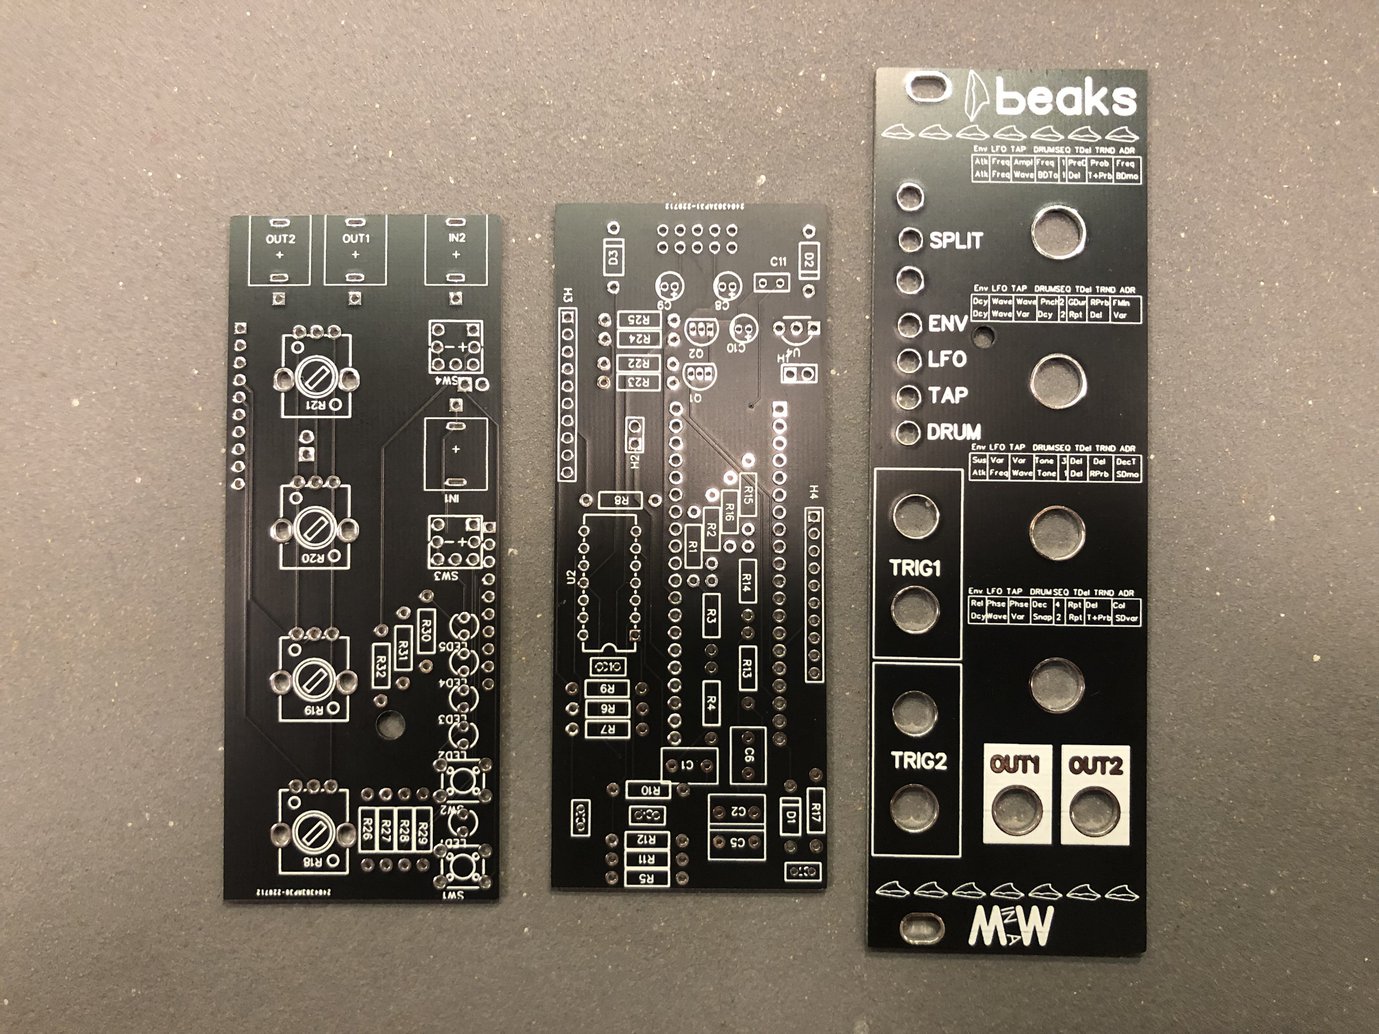 OUT2
OUT1
IN2
SW4
R21
IN1
R20
SW3
R30
R31
R32
LED5
LED4
R19
LED3
LED2
SW2
R26
R27
R28
R29
R18
SW1
2404303AP30-220712
2404303AP31-220712
D3
C11
D2
C9
C8
H3
R25
R24
Q2
C10
U4
R22
R23
Q1
H2
R8
R15
R16
H4
R2
R1
U2
R14
R3
R13
R9
R6
R4
R7
C1
C6
R10
C2
D1
R17
R12
C5
R11
R5
beaks
Env LFO TAP DRUMSEQ TDel TRND ADR
Atk Freq Ampl Freq 1 PreD Prob Freq
Atk Freq Wave BDTo 1 Del T+Prb BDmo
SPLIT
Env LFO TAP DRUMSEQ TDel TRND ADR
Dcy Wave Wave Pnch 2 GDur RPrb FMin
Dcy Wave Var Dcy 2 Rpt Del Var
ENV
LFO
TAP
DRUM
Env LFO TAP DRUMSEQ TDel TRND ADR
Sus Var Var Tone 3 Del Del DecT
Atk Freq Wave Tone 1 Del RPrb SDmo
TRIG1
Env LFO TAP DRUMSEQ TDel TRND ADR
Rel Phse Phse Dec 4 Rpt Del Col
Dcy Wave Var Snap 2 Rpt T+Prb SDvar
TRIG2
OUT1 OUT2
M IN A W